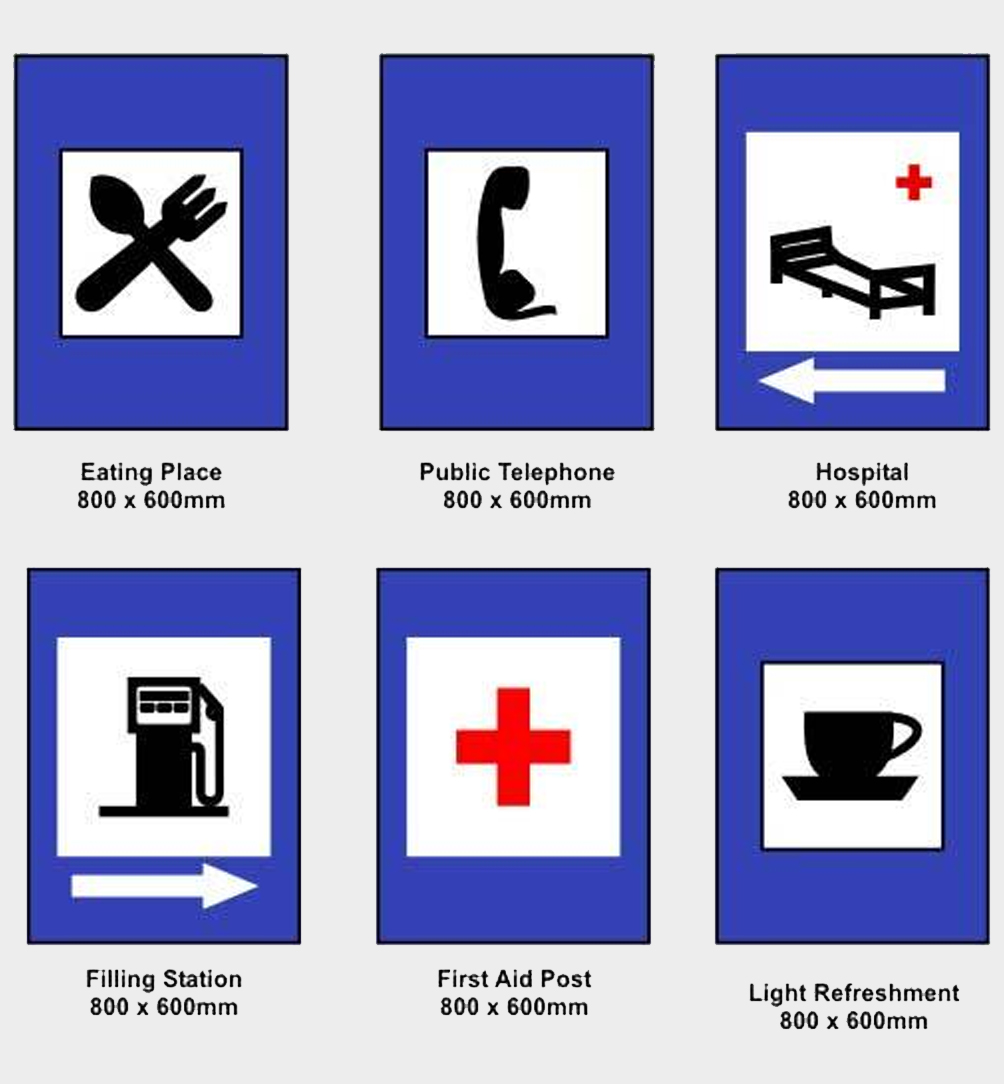 Eating Place
800 x 600mm
Public Telephone
800 x 600mm
Hospital
800 x 600mm
Filling Station
800 x 600mm
First Aid Post
800 x 600mm
Light Refreshment
800 x 600mm